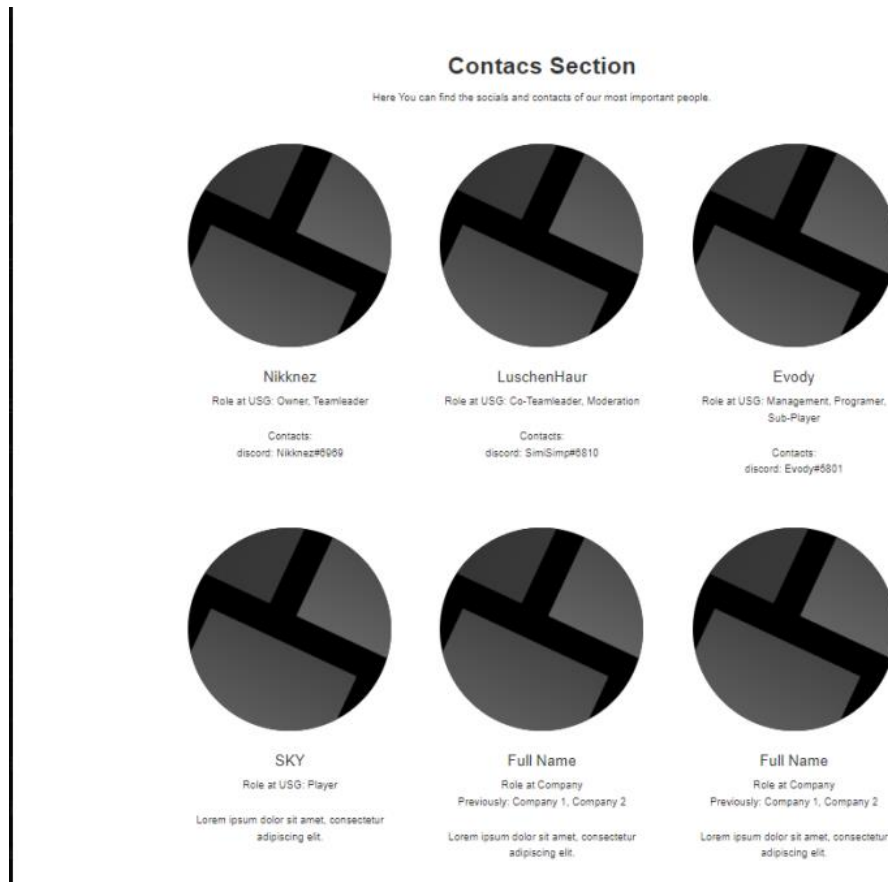 Contacs Section
Here You can find the socials and contacts of our most important people.
Nikknez
Role at USG: Owner, Teamleader
Contacts:
discord: Nikknez#6969
LuschenHaur
Role at USG: Co-Teamleader, Moderation
Contacts:
discord: SimiSimp#6810
Evody
Role at USG: Management, Programer,
Sub-Player
Contacts:
discord: Evody#6801
SKY
Role at USG: Player
Lorem ipsum dolor sit amet, consectetur
adipiscing elit.
Full Name
Role at Company
Previously: Company 1, Company 2
Lorem ipsum dolor sit amet, consectetur
adipiscing elit.
Full Name
Role at Company
Previously: Company 1, Company 2
Lorem ipsum dolor sit amet, consectetur
adipiscing elit.